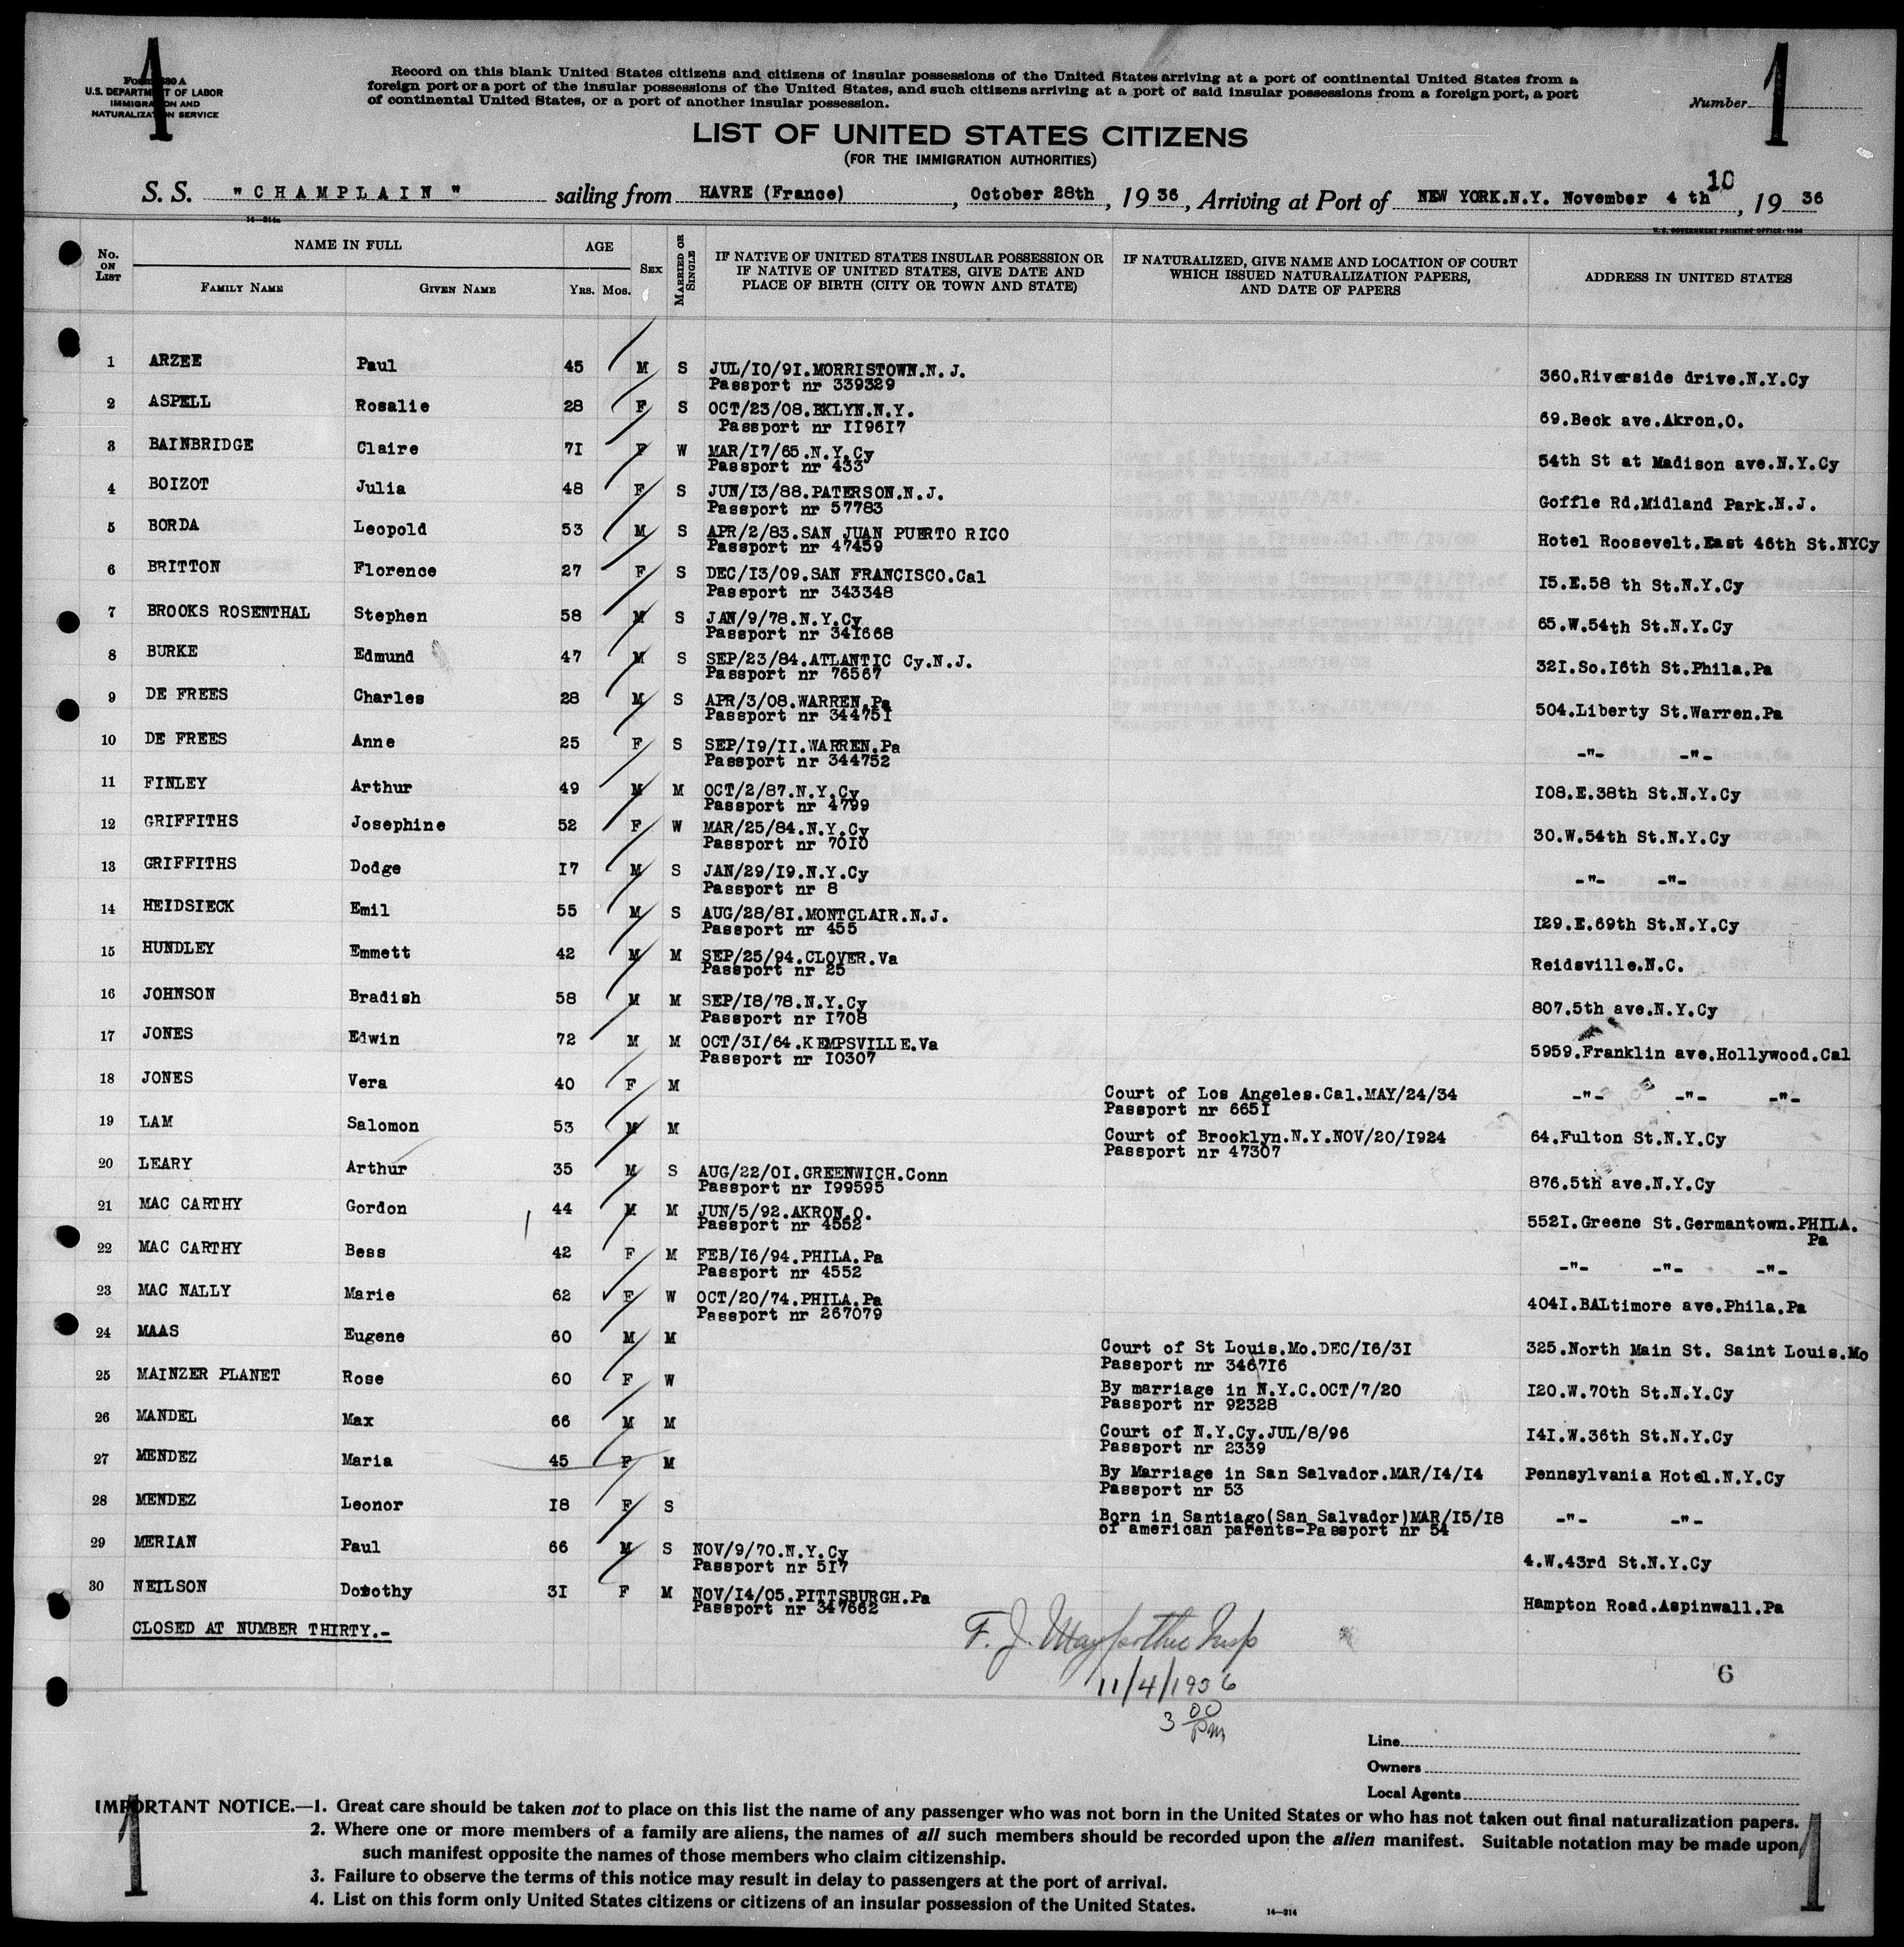 1
1
Form 630 A
U.S. DEPARTMENT OF LABOR
IMMIGRATION AND
NATURALIZATION SERVICE
Record on this blank United States citizens and citizens of insular possessions of the United States arriving at a port of continental United States from a
foreign port or a port of the insular possessions of the United States, and such citizens arriving at a port of said insular possessions from a foreign port, a port
of continental United States, or a port of another insular possession.
Number
LIST OF UNITED STATES CITIZENS
(FOR THE IMMIGRATION AUTHORITIES)
10
S. S. "CHAMPLAIN" sailing from HAVRE (France), October 28th, 19 36, Arriving at Port of NEW YORK.N.Y. November 4 th, 19 36
14—214a
U.S. GOVERNMENT PRINTING OFFICE: 1934
No. ON LIST NAME IN FULL FAMILY NAME GIVEN NAME AGE YRS. MOS. SEX MARRIED OR SINGLE IF NATIVE OF UNITED STATES INSULAR POSSESSION OR IF NATIVE OF UNITED STATES, GIVE DATE AND PLACE OF BIRTH (CITY OR TOWN AND STATE) IF NATURALIZED, GIVE NAME AND LOCATION OF COURT WHICH ISSUED NATURALIZATION PAPERS, AND DATE OF PAPERS ADDRESS IN UNITED STATES
1 ARZEE Paul 45 M S JUL/10/91.MORRISTOWN.N.J. 360.Riverside drive.N.Y.Cy
Passport nr 339329
2 ASPELL Rosalie 28 F S OCT/23/08.BKLYN.N.Y. 69.Beck ave.Akron.O.
Passport nr 119617
3 BAINBRIDGE Claire 71 F W MAR/17/65.N.Y.Cy 54th St at Madison ave.N.Y.Cy
Passport nr 433
4 BOIZOT Julia 48 F S JUN/13/88.PATERSON.N.J. Goffle Rd.Midland Park.N.J.
Passport nr 57783
5 BORDA Leopold 53 M S APR/2/83.SAN JUAN PUERTO RICO Hotel Roosevelt.East 46th St.NYCy
Passport nr 47459
6 BRITTON Florence 27 F S DEC/13/09.SAN FRANCISCO.Cal 15.E.58 th St.N.Y.Cy
Passport nr 343348
7 BROOKS ROSENTHAL Stephen 58 M S JAN/9/78.N.Y.Cy 65.W.54th St.N.Y.Cy
Passport nr 341668
8 BURKE Edmund 47 M S SEP/23/84.ATLANTIC Cy.N.J. 321.So.16th St.Phila.Pa
Passport nr 76567
9 DE FREES Charles 28 M S APR/3/08.WARREN.Pa 504.Liberty St.Warren.Pa
Passport nr 344751
10 DE FREES Anne 25 F S SEP/19/11.WARREN.Pa -"- -"-
Passport nr 344752
11 FINLEY Arthur 49 M M OCT/2/87.N.Y.Cy 108.E.38th St.N.Y.Cy
Passport nr 4799
12 GRIFFITHS Josephine 52 F W MAR/25/84.N.Y.Cy 30.W.54th St.N.Y.Cy
Passport nr 7010
13 GRIFFITHS Dodge 17 M S JAN/29/19.N.Y.Cy -"- -"-
Passport nr 8
14 HEIDSIECK Emil 55 M S AUG/28/81.MONTCLAIR.N.J. 129.E.69th St.N.Y.Cy
Passport nr 455
15 HUNDLEY Emmett 42 M M SEP/25/94.CLOVER.Va Reidsville.N.C.
Passport nr 25
16 JOHNSON Bradish 58 M M SEP/18/78.N.Y.Cy 807.5th ave.N.Y.Cy
Passport nr 1708
17 JONES Edwin 72 M M OCT/31/64.KEMPSVILLE.Va 5959.Franklin ave.Hollywood.Cal
Passport nr 10307
18 JONES Vera 40 F M Court of Los Angeles.Cal.MAY/24/34 -"- -"- -"-
Passport nr 6651
19 LAM Salomon 53 M M Court of Brooklyn.N.Y.NOV/20/1924 64.Fulton St.N.Y.Cy
Passport nr 47307
20 LEARY Arthur 35 M S AUG/22/01.GREENWICH.Conn 876.5th ave.N.Y.Cy
Passport nr 199595
21 MAC CARTHY Gordon 44 M M JUN/5/92.AKRON.O. 5521.Greene St.Germantown.PHILA.
Passport nr 4552 Pa
22 MAC CARTHY Bess 42 F M FEB/16/94.PHILA.Pa -"- -"- -"-
Passport nr 4552
23 MAC NALLY Marie 62 F W OCT/20/74.PHILA.Pa 4041.BALtimore ave.Phila.Pa
Passport nr 267079
24 MAAS Eugene 60 M M Court of St Louis.Mo.DEC/16/31 325.North Main St. Saint Louis.Mo
Passport nr 346716
25 MAINZER PLANET Rose 60 F W By marriage in N.Y.C.OCT/7/20 120.W.70th St.N.Y.Cy
Passport nr 92328
26 MANDEL Max 66 M M Court of N.Y.Cy.JUL/8/96 141.W.36th St.N.Y.Cy
Passport nr 2339
27 MENDEZ Maria 45 F M By Marriage in San Salvador.MAR/14/14 Pennsylvania Hotel.N.Y.Cy
Passport nr 53
28 MENDEZ Leonor 18 F S Born in Santiago(San Salvador)MAR/15/18 -"- -"-
of american parents-Passport nr 54
29 MERIAN Paul 66 M S NOV/9/70.N.Y.Cy 4.W.43rd St.N.Y.Cy
Passport nr 517
30 NEILSON Dorothy 31 F M NOV/14/05.PITTSBURGH.Pa Hampton Road.Aspinwall.Pa
Passport nr 347662
CLOSED AT NUMBER THIRTY.-
F. J. Insp
11/4/1936
3 00 pm
6
Line
Owners
Local Agents
IMPORTANT NOTICE.—1. Great care should be taken not to place on this list the name of any passenger who was not born in the United States or who has not taken out final naturalization papers.
2. Where one or more members of a family are aliens, the names of all such members should be recorded upon the alien manifest. Suitable notation may be made upon
such manifest opposite the names of those members who claim citizenship.
3. Failure to observe the terms of this notice may result in delay to passengers at the port of arrival.
4. List on this form only United States citizens or citizens of an insular possession of the United States.
14—214
1
1